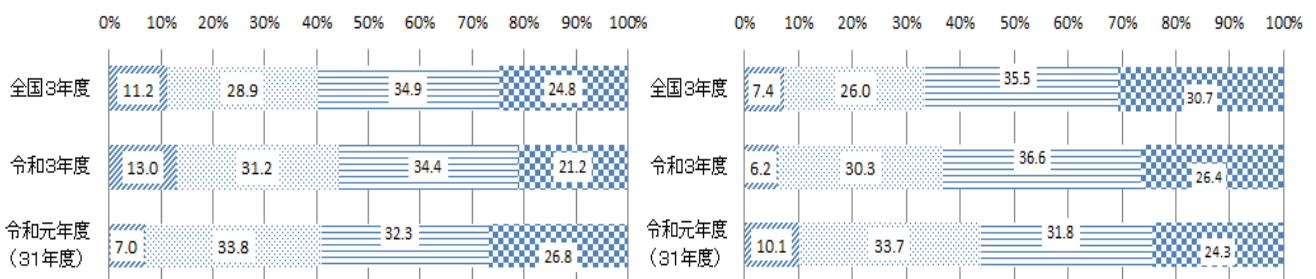 0% 10% 20% 30% 40% 50% 60% 70% 80% 90% 100%
全国3年度 11.2 28.9 34.9 24.8
令和3年度 13.0 31.2 34.4 21.2
令和元年度
(31年度) 7.0 33.8 32.3 26.8
0% 10% 20% 30% 40% 50% 60% 70% 80% 90% 100%
全国3年度 7.4 26.0 35.5 30.7
令和3年度 6.2 30.3 36.6 26.4
令和元年度
(31年度) 10.1 33.7 31.8 24.3